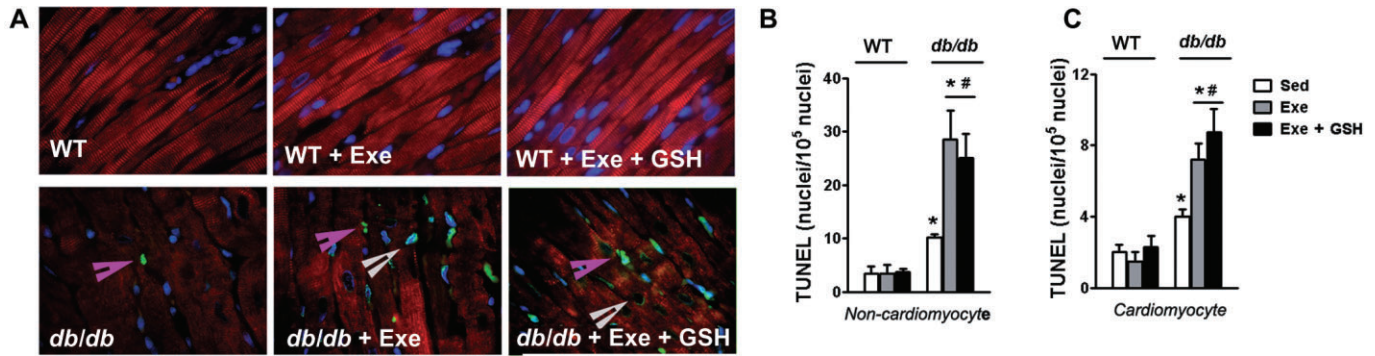 A
WT
WT + Exe
WT + Exe + GSH
db/db
db/db + Exe
db/db + Exe + GSH
B
WT db/db
TUNEL (nuclei/10⁵ nuclei)
40
30
20
10
0
*
* #
Non-cardiomyocyte
C
WT db/db
TUNEL (nuclei/10⁵ nuclei)
12
8
4
0
*
* #
Cardiomyocyte
Sed
Exe
Exe + GSH